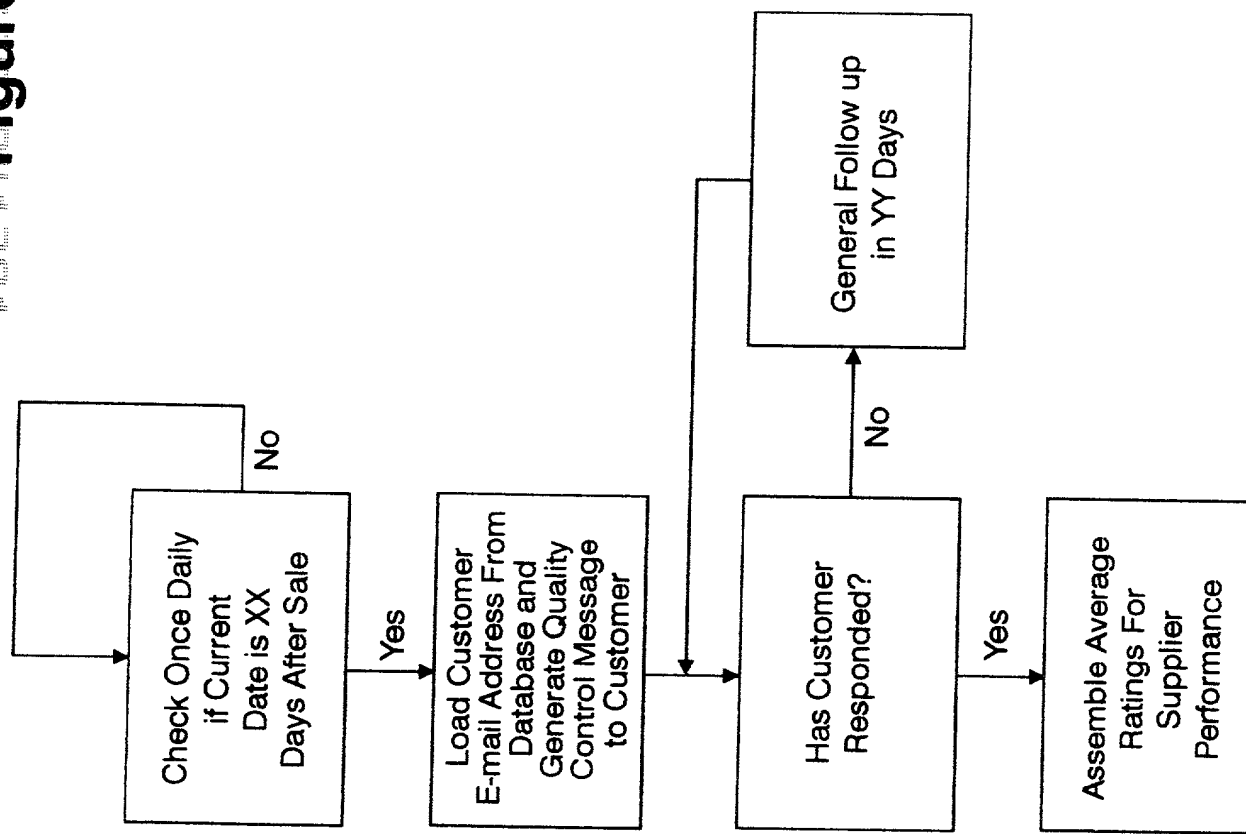 Check Once Daily
if Current
Date is XX
Days After Sale
No
Yes
Load Customer
E-mail Address From
Database and
Generate Quality
Control Message
to Customer
Has Customer
Responded?
No
General Follow up
in YY Days
Yes
Assemble Average
Ratings For
Supplier
Performance